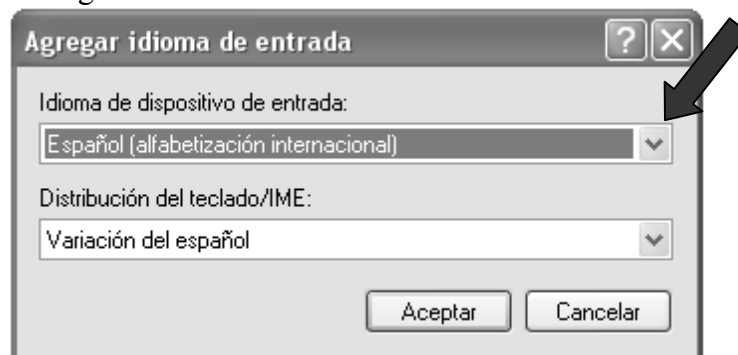 Agregar idioma de entrada
Idioma de dispositivo de entrada:
Español (alfabetización internacional)
Distribución del teclado/IME:
Variación del español
Aceptar Cancelar